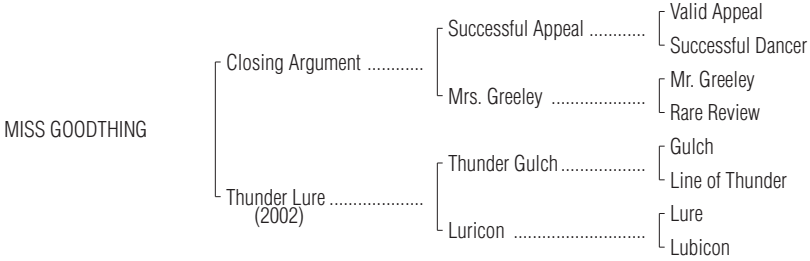 Valid Appeal
Successful Appeal ............
Successful Dancer
Closing Argument ............
Mr. Greeley
Mrs. Greeley ....................
Rare Review
MISS GOODTHING
Gulch
Thunder Gulch..................
Line of Thunder
Thunder Lure ....................
(2002)
Lure
Luricon ............................
Lubicon